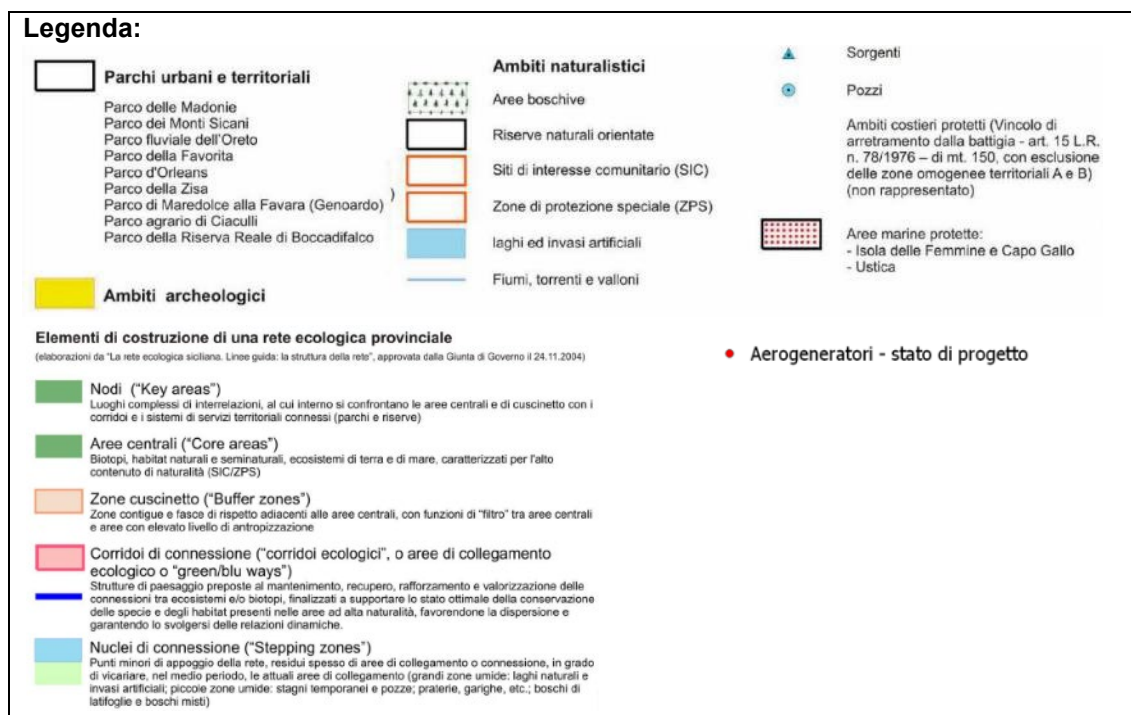 Legenda:
Parchi urbani e territoriali
Parco delle Madonie
Parco dei Monti Sicani
Parco fluviale dell'Oreto
Parco della Favorita
Parco d'Orleans
Parco della Zisa
Parco di Maredolce alla Favara (Genoardo)
)
Parco agrario di Ciaculli
Parco della Riserva Reale di Boccadifalco
Ambiti archeologici
Ambiti naturalistici
Aree boschive
Riserve naturali orientate
Siti di interesse comunitario (SIC)
Zone di protezione speciale (ZPS)
laghi ed invasi artificiali
Fiumi, torrenti e valloni
Sorgenti
Pozzi
Ambiti costieri protetti (Vincolo di
arretramento dalla battigia - art. 15 L.R.
n. 78/1976 – di mt. 150, con esclusione
delle zone omogenee territoriali A e B)
(non rappresentato)
Aree marine protette:
- Isola delle Femmine e Capo Gallo
- Ustica
Elementi di costruzione di una rete ecologica provinciale
(elaborazioni da "La rete ecologica siciliana. Linee guida: la struttura della rete", approvata dalla Giunta di Governo il 24.11.2004)
Nodi ("Key areas")
Luoghi complessi di interrelazioni, al cui interno si confrontano le aree centrali e di cuscinetto con i
corridoi e i sistemi di servizi territoriali connessi (parchi e riserve)
Aree centrali ("Core areas")
Biotopi, habitat naturali e seminaturali, ecosistemi di terra e di mare, caratterizzati per l'alto
contenuto di naturalità (SIC/ZPS)
Zone cuscinetto ("Buffer zones")
Zone contigue e fasce di rispetto adiacenti alle aree centrali, con funzioni di "filtro" tra aree centrali
e aree con elevato livello di antropizzazione
Corridoi di connessione ("corridoi ecologici", o aree di collegamento
ecologico o "green/blu ways")
Strutture di paesaggio preposte al mantenimento, recupero, rafforzamento e valorizzazione delle
connessioni tra ecosistemi e/o biotopi, finalizzati a supportare lo stato ottimale della conservazione
delle specie e degli habitat presenti nelle aree ad alta naturalità, favorendone la dispersione e
garantendo lo svolgersi delle relazioni dinamiche.
Nuclei di connessione ("Stepping zones")
Punti minori di appoggio della rete, residui spesso di aree di collegamento o connessione, in grado
di vicariare, nel medio periodo, le attuali aree di collegamento (grandi zone umide: laghi naturali e
invasi artificiali; piccole zone umide: stagni temporanei e pozze; praterie, garighe, etc.; boschi di
latifoglie e boschi misti)
Aerogeneratori - stato di progetto